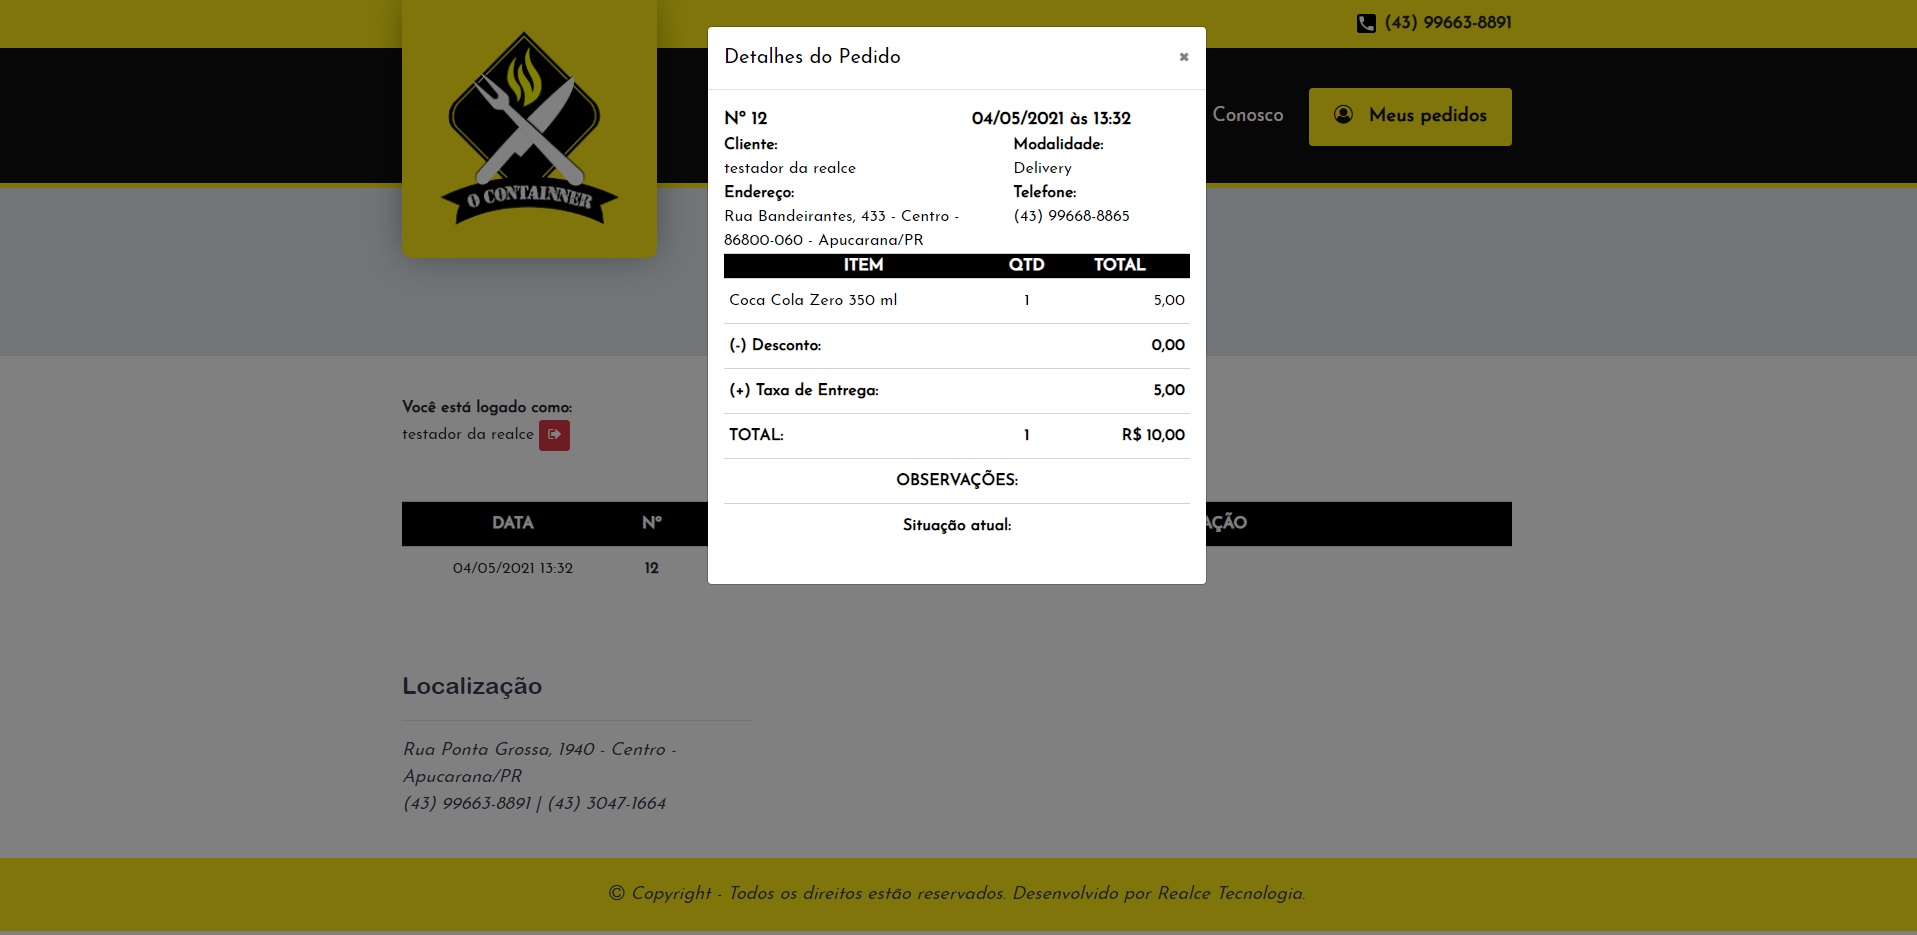 (43) 99663-8891
O CONTAINNER
Conosco
Meus pedidos
Detalhes do Pedido
×
Nº 12
04/05/2021 às 13:32
Cliente:
Modalidade:
testador da realce
Delivery
Endereço:
Telefone:
Rua Bandeirantes, 433 - Centro -
(43) 99668-8865
86800-060 - Apucarana/PR
ITEM QTD TOTAL
Coca Cola Zero 350 ml 1 5,00
(-) Desconto: 0,00
(+) Taxa de Entrega: 5,00
TOTAL: 1 R$ 10,00
OBSERVAÇÕES:
Situação atual:
Você está logado como:
testador da realce
DATA Nº AÇÃO
04/05/2021 13:32 12
Localização
Rua Ponta Grossa, 1940 - Centro -
Apucarana/PR
(43) 99663-8891 | (43) 3047-1664
© Copyright - Todos os direitos estão reservados. Desenvolvido por Realce Tecnologia.